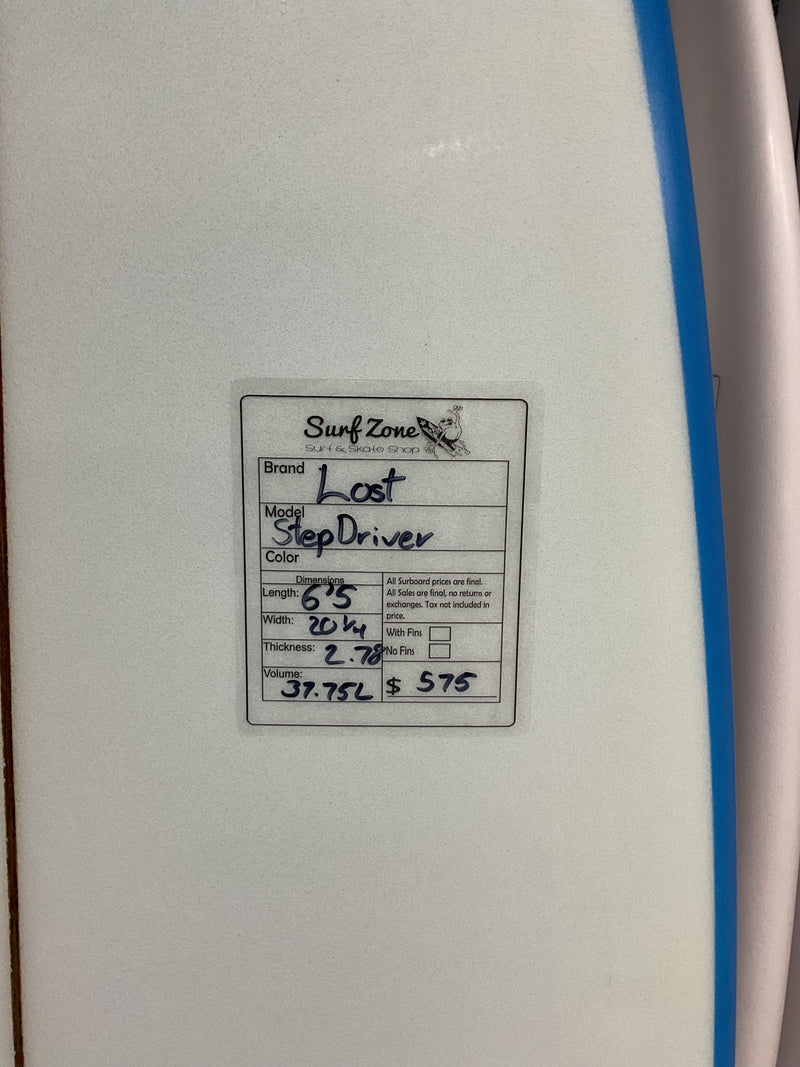 Surf Zone
Surf & Skate Shop
Brand Lost
Model
StepDriver
Color
Dimensions
Length: 6'5
Width: 20 1/4
Thickness: 2.78
Volume: 37.75L
All Surboard prices are final.
All Sales are final, no returns or
exchanges. Tax not included in
price.
With Fins
No Fins
$ 575